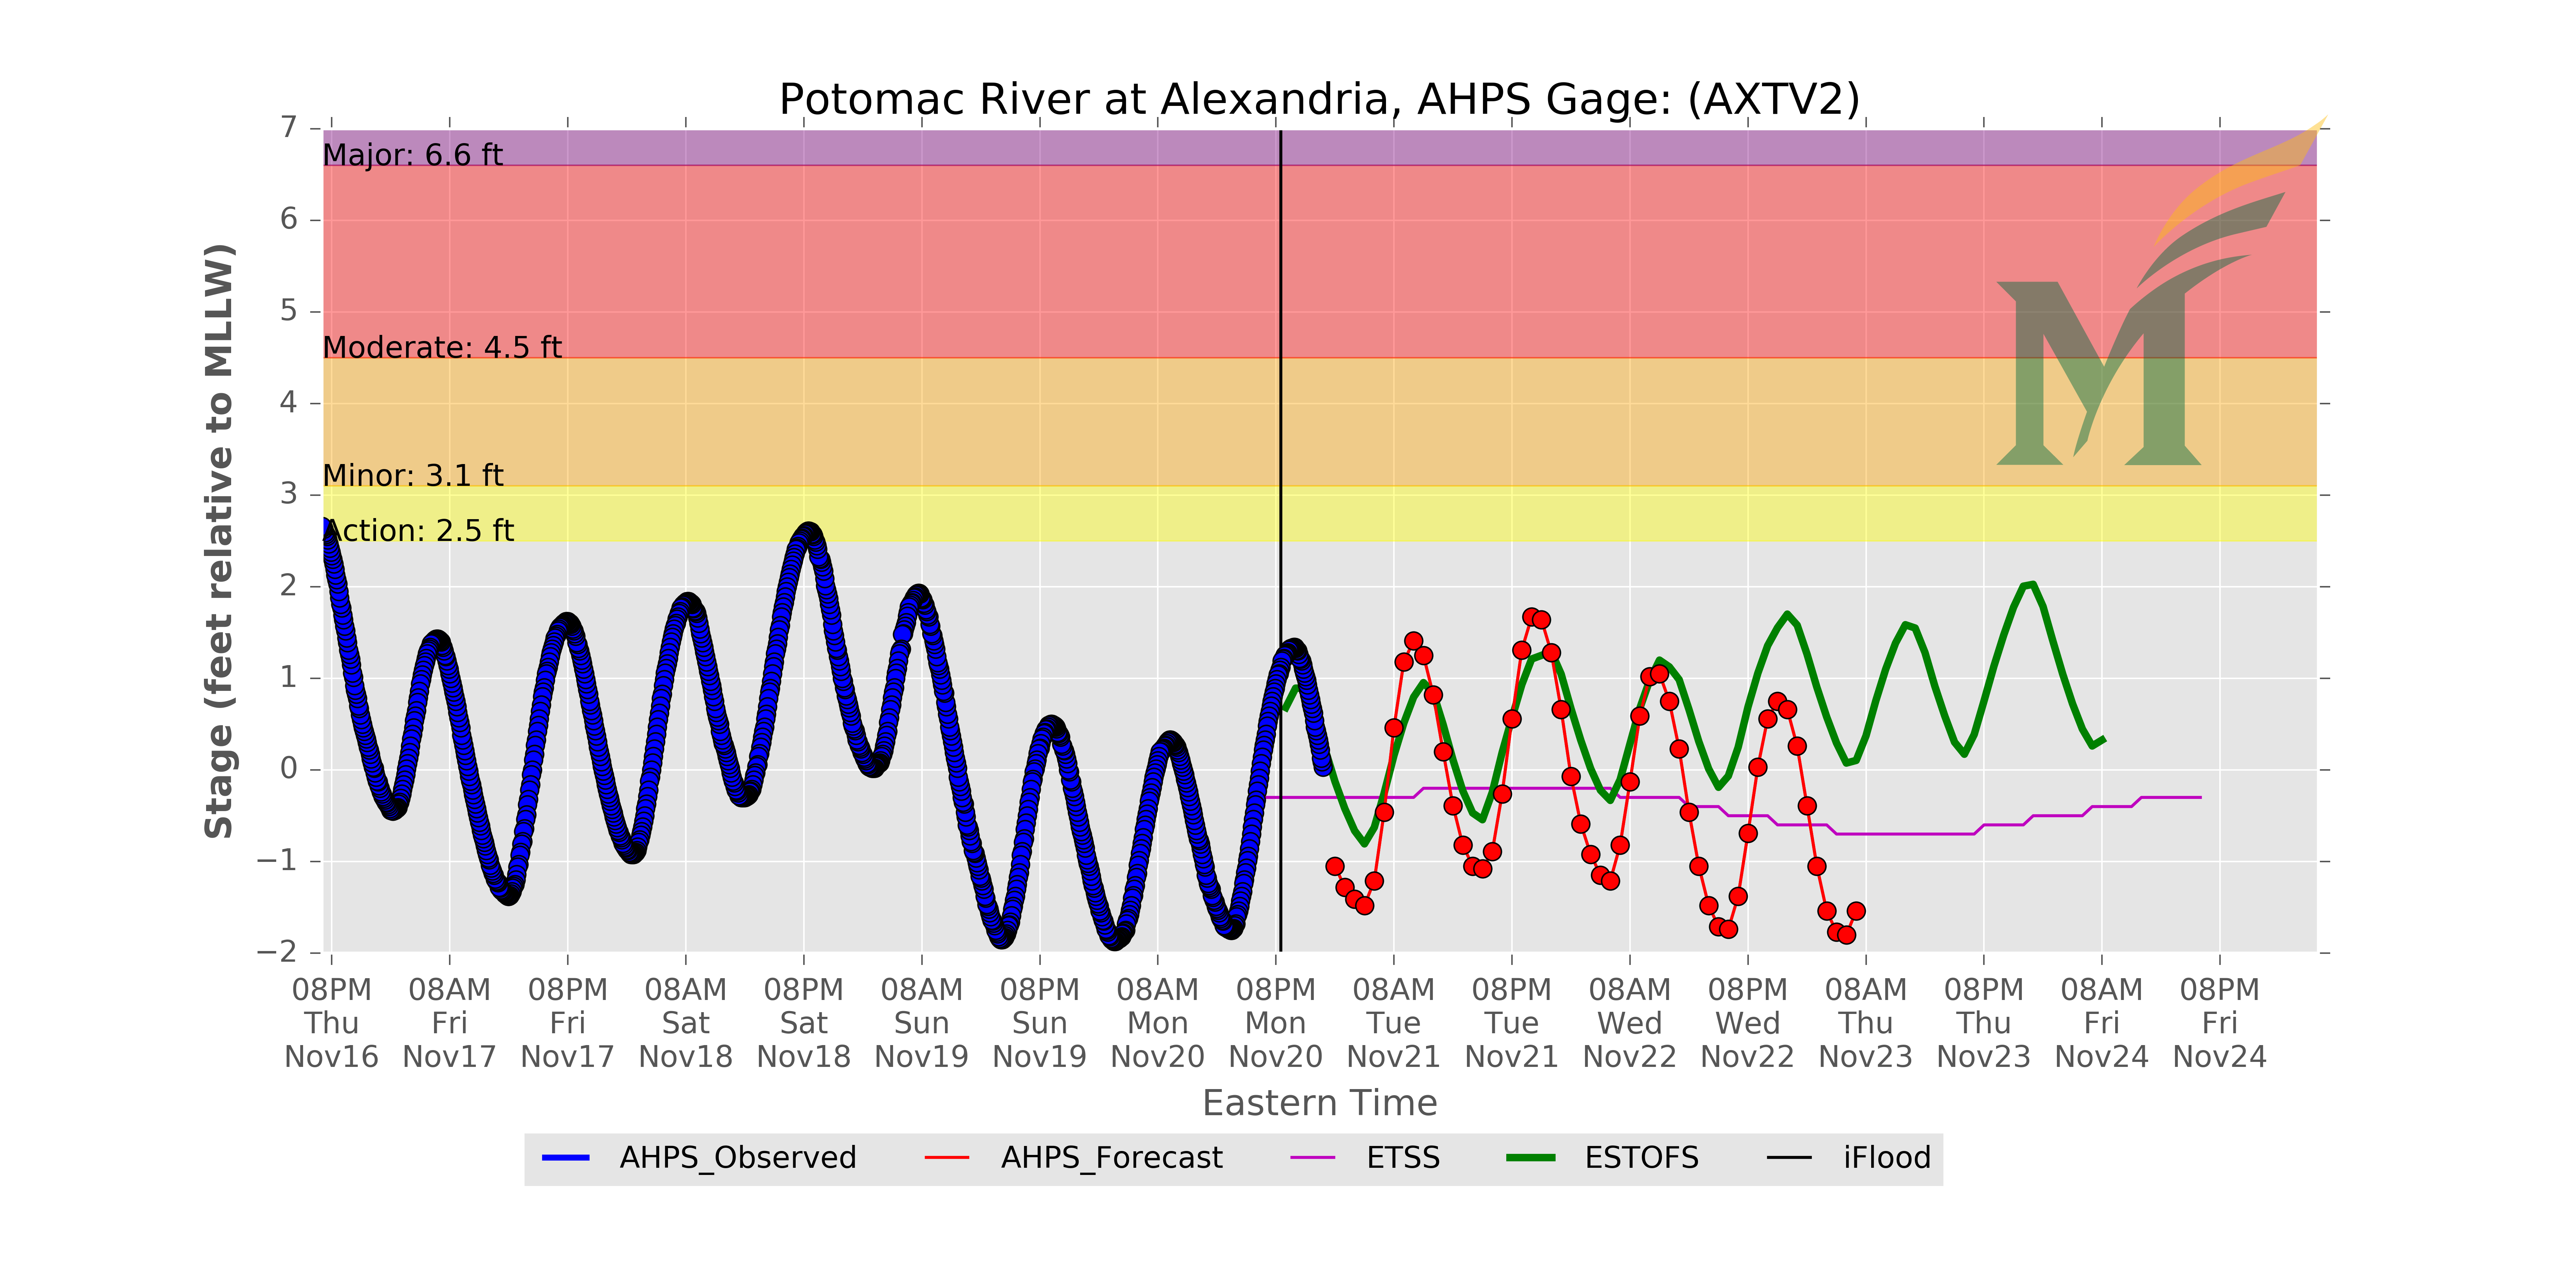 Potomac River at Alexandria, AHPS Gage: (AXTV2)
Stage (feet relative to MLLW)
7
6
5
4
3
2
1
0
−1
−2
Major: 6.6 ft
Moderate: 4.5 ft
Minor: 3.1 ft
Action: 2.5 ft
M
08PM 08AM 08PM 08AM 08PM 08AM 08PM 08AM 08PM 08AM 08PM 08AM 08PM 08AM 08PM 08AM 08PM
Thu Fri Fri Sat Sat Sun Sun Mon Mon Tue Tue Wed Wed Thu Thu Fri Fri
Nov16 Nov17 Nov17 Nov18 Nov18 Nov19 Nov19 Nov20 Nov20 Nov21 Nov21 Nov22 Nov22 Nov23 Nov23 Nov24 Nov24
Eastern Time
AHPS_Observed AHPS_Forecast ETSS ESTOFS iFlood